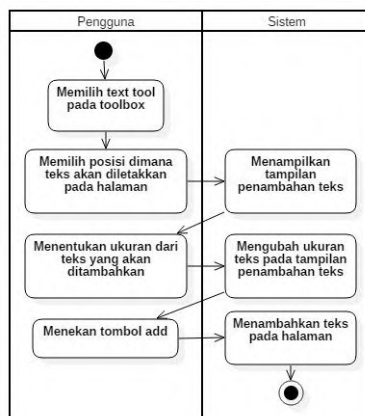 Pengguna
Sistem
Memilih text tool
pada toolbox
Memilih posisi dimana
teks akan diletakkan
pada halaman
Menampilkan
tampilan
penambahan teks
Menentukan ukuran dari
teks yang akan
ditambahkan
Mengubah ukuran
teks pada tampilan
penambahan teks
Menekan tombol add
Menambahkan teks
pada halaman